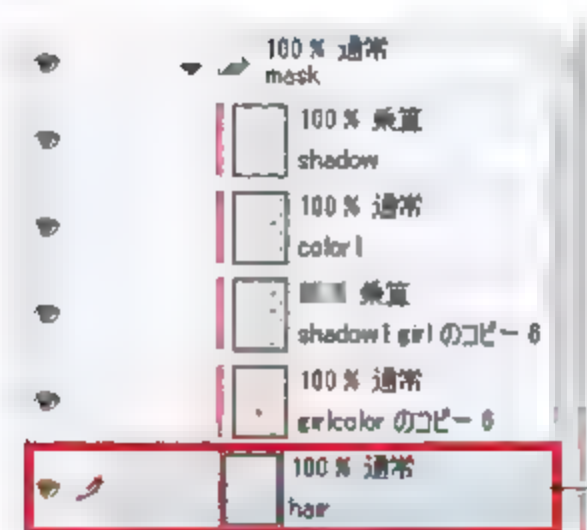 100 % 通常
mask
100 % 乗算
shadow
100 % 通常
color1
乗算
shadow1 girl のコピー 6
100 % 通常
girlcolor のコピー 6
100 % 通常
hair